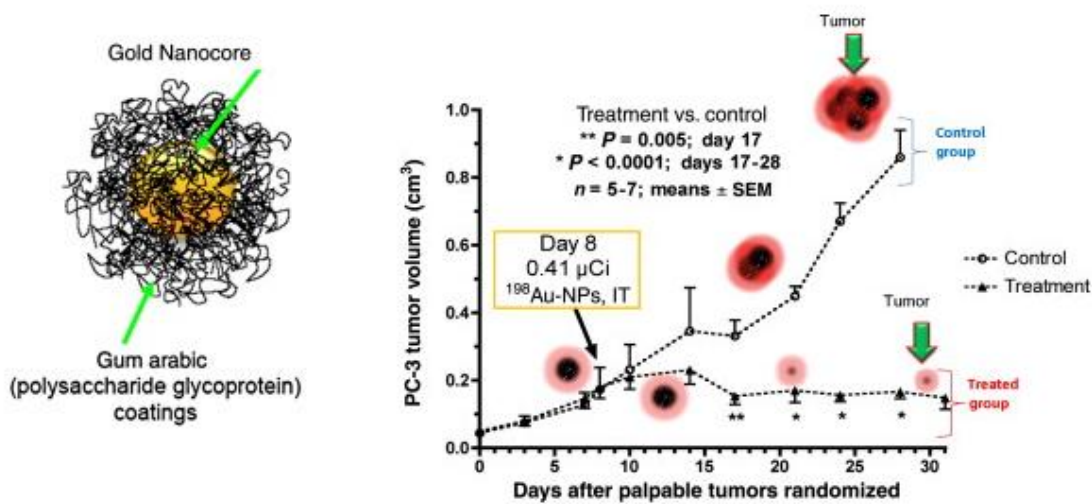 Gold Nanocore
Gum arabic
(polysaccharide glycoprotein)
coatings
Tumor
Treatment vs. control
** P = 0.005; day 17
* P < 0.0001; days 17-28
n = 5-7; means ± SEM
Control
group
Day 8
0.41 µCi
¹⁹⁸Au-NPs, IT
Control
Treatment
Tumor
Treated
group
** * * *
PC-3 tumor volume (cm³)
1.0
0.8
0.6
0.4
0.2
0.0
0 5 10 15 20 25 30
Days after palpable tumors randomized